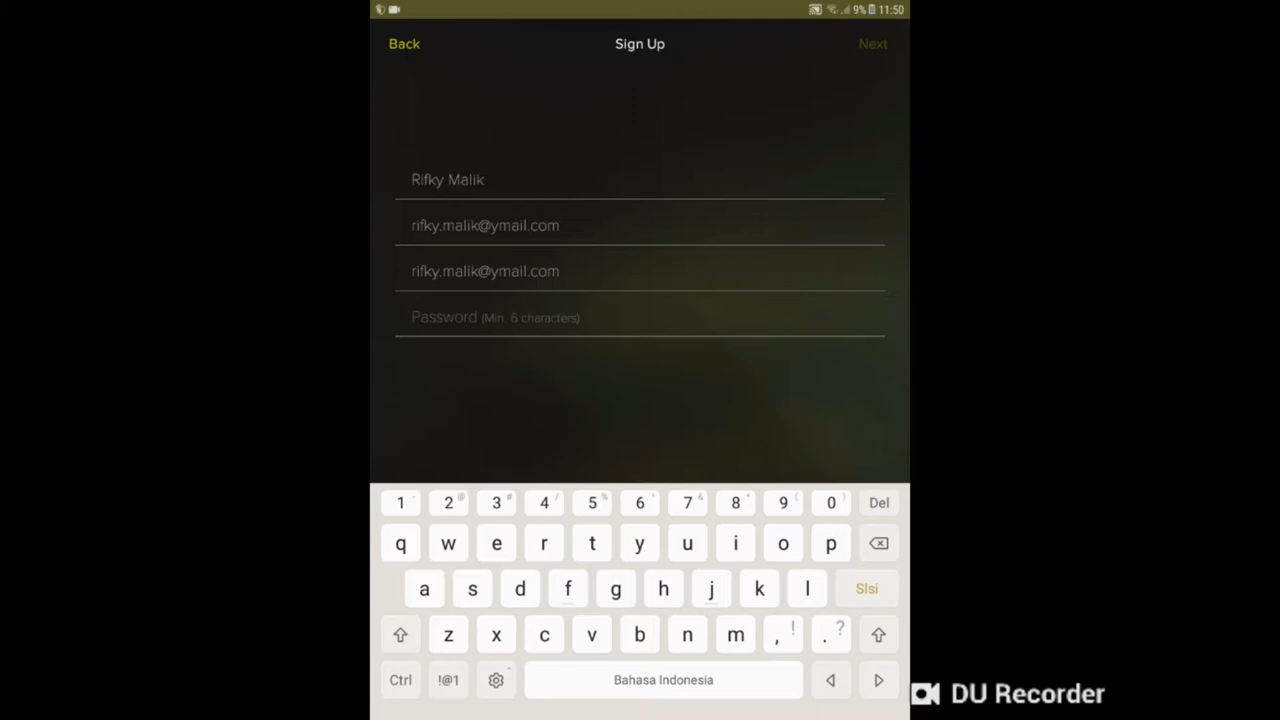 9% 11:50
Back Sign Up Next
Rifky Malik
rifky.malik@ymail.com
rifky.malik@ymail.com
Password (Min. 6 characters)
1 2 3 4 5 6 7 8 9 0 Del
q w e r t y u i o p
a s d f g h j k l Slsi
z x c v b n m , ! . ?
Ctrl !@1 Bahasa Indonesia
DU Recorder